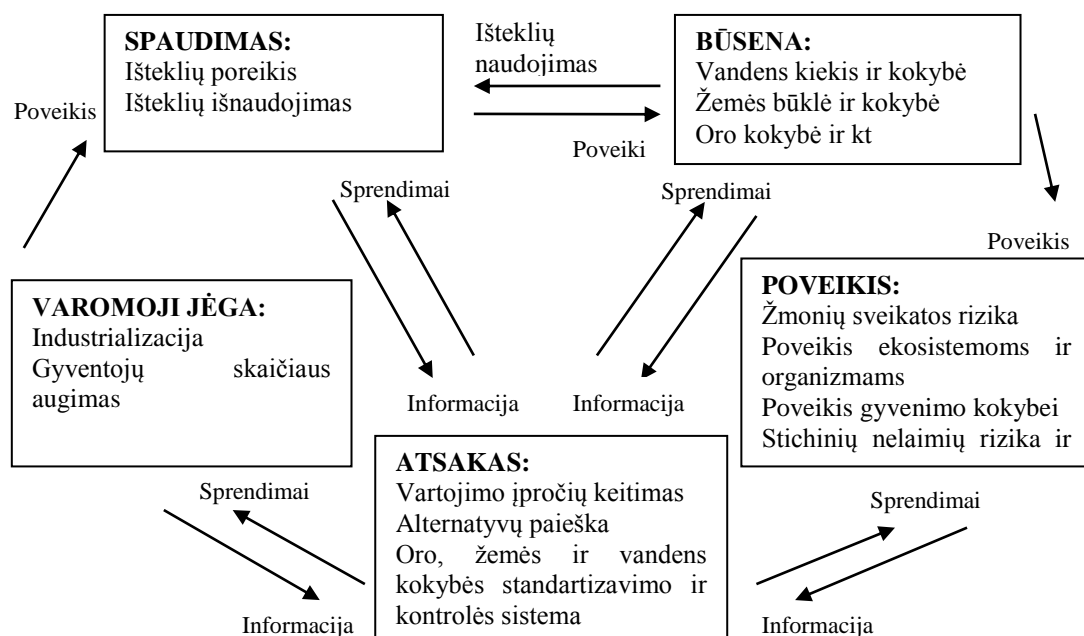 SPAUDIMAS:
Išteklių poreikis
Išteklių išnaudojimas
Išteklių
naudojimas
BŪSENA:
Vandens kiekis ir kokybė
Žemės būklė ir kokybė
Oro kokybė ir kt
Poveikis
Poveiki
Sprendimai
Sprendimai
Poveikis
VAROMOJI JĖGA:
Industrializacija
Gyventojų skaičiaus
augimas
POVEIKIS:
Žmonių sveikatos rizika
Poveikis ekosistemoms ir
organizmams
Poveikis gyvenimo kokybei
Stichinių nelaimių rizika ir
Informacija
Informacija
ATSAKAS:
Vartojimo įpročių keitimas
Alternatyvų paieška
Oro, žemės ir vandens
kokybės standartizavimo ir
kontrolės sistema
Sprendimai
Sprendimai
Informacija
Informacija